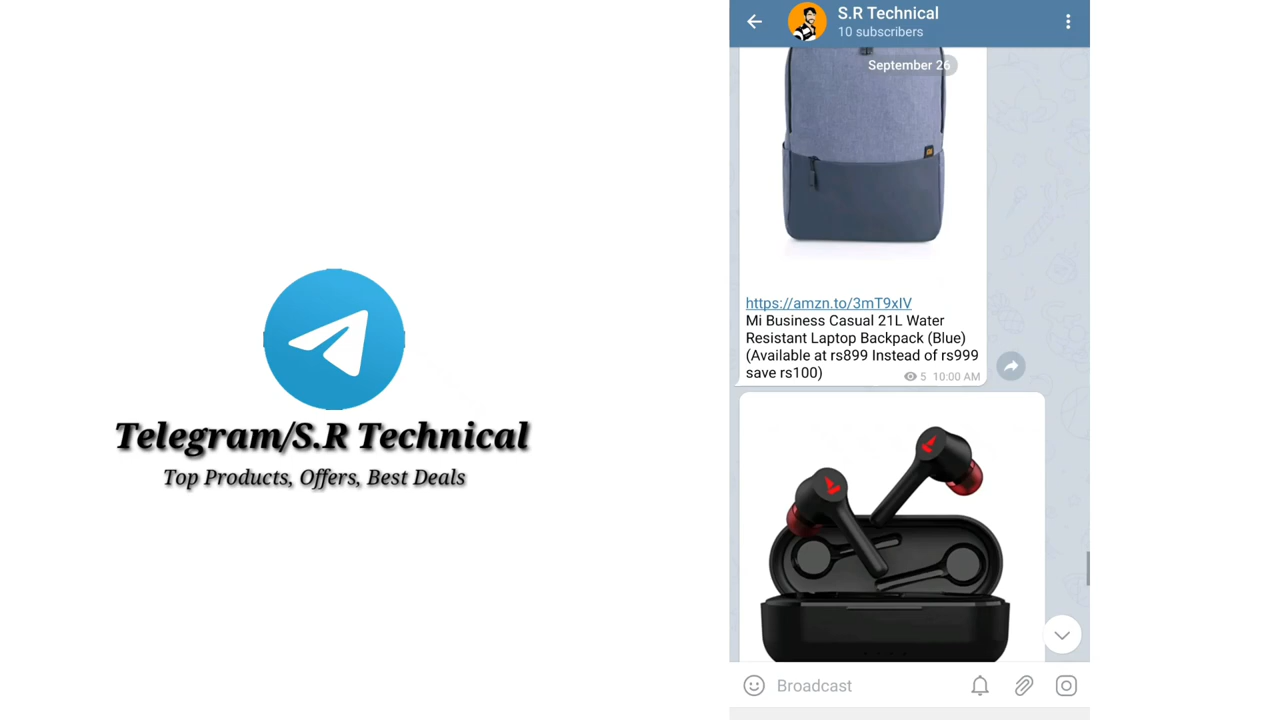 Telegram/S.R Technical
Top Products, Offers, Best Deals
S.R Technical
10 subscribers
September 26
https://amzn.to/3mT9xIV
Mi Business Casual 21L Water
Resistant Laptop Backpack (Blue)
(Available at rs899 Instead of rs999
save rs100)
5 10:00 AM
Broadcast